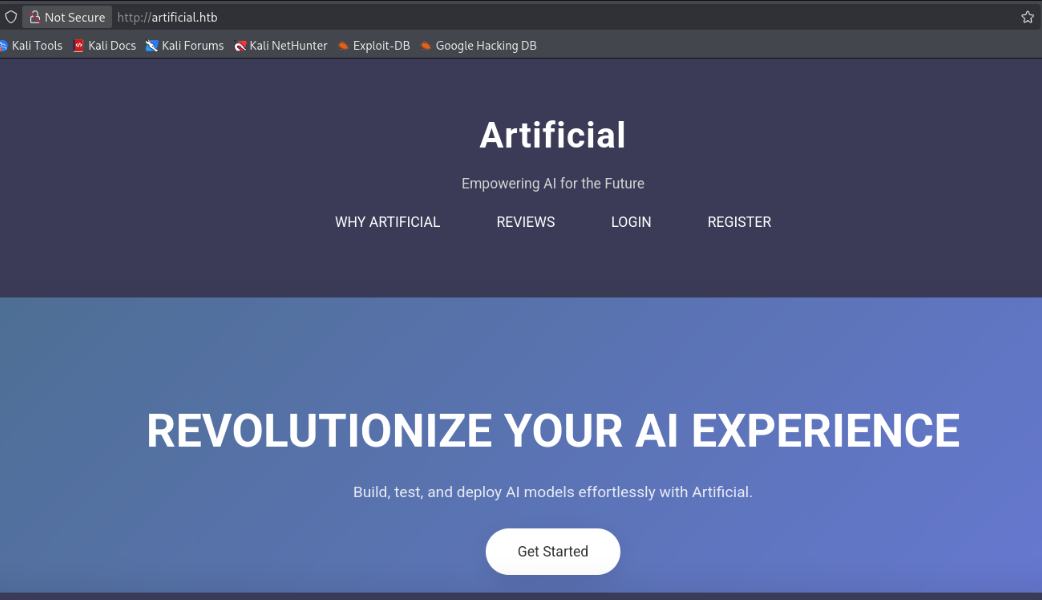 Not Secure http://artificial.htb
Kali Tools Kali Docs Kali Forums Kali NetHunter Exploit-DB Google Hacking DB
Artificial
Empowering AI for the Future
WHY ARTIFICIAL REVIEWS LOGIN REGISTER
REVOLUTIONIZE YOUR AI EXPERIENCE
Build, test, and deploy AI models effortlessly with Artificial.
Get Started